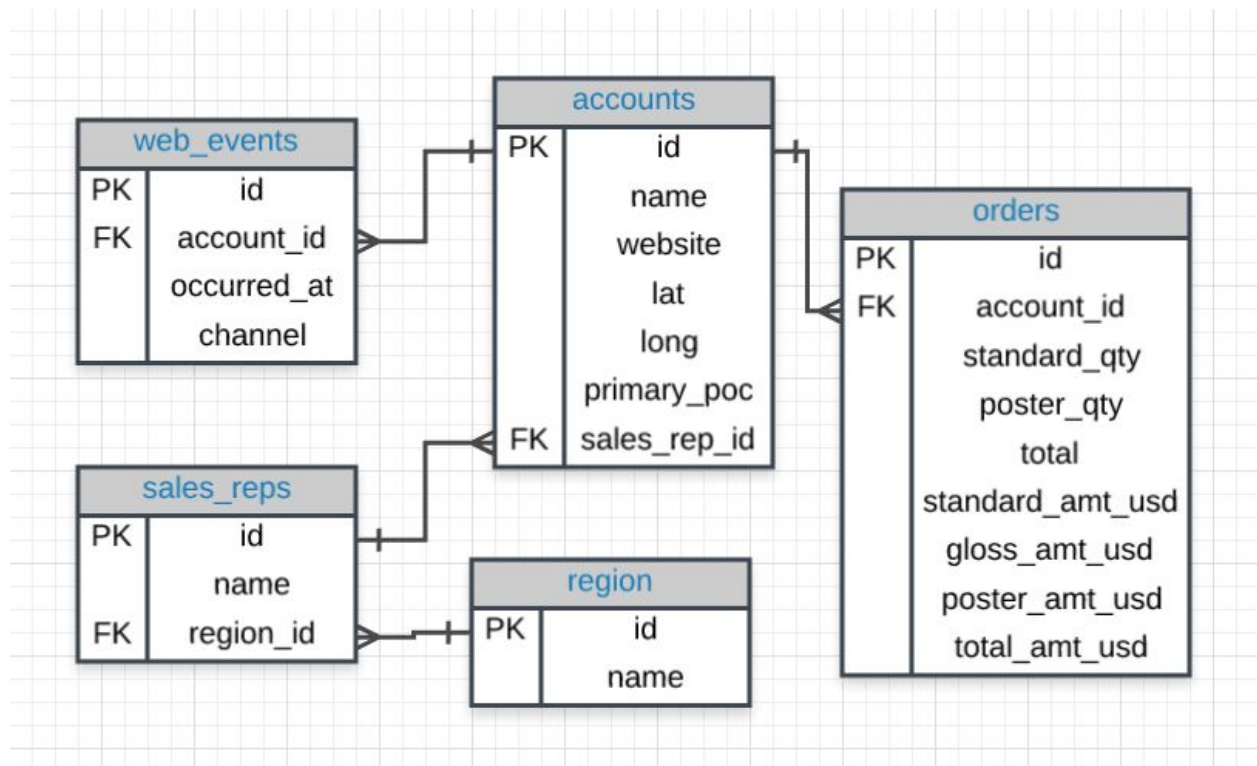 web_events
PK id
FK account_id
occurred_at
channel
accounts
PK id
name
website
lat
long
primary_poc
FK sales_rep_id
orders
PK id
FK account_id
standard_qty
poster_qty
total
standard_amt_usd
gloss_amt_usd
poster_amt_usd
total_amt_usd
sales_reps
PK id
name
FK region_id
region
PK id
name